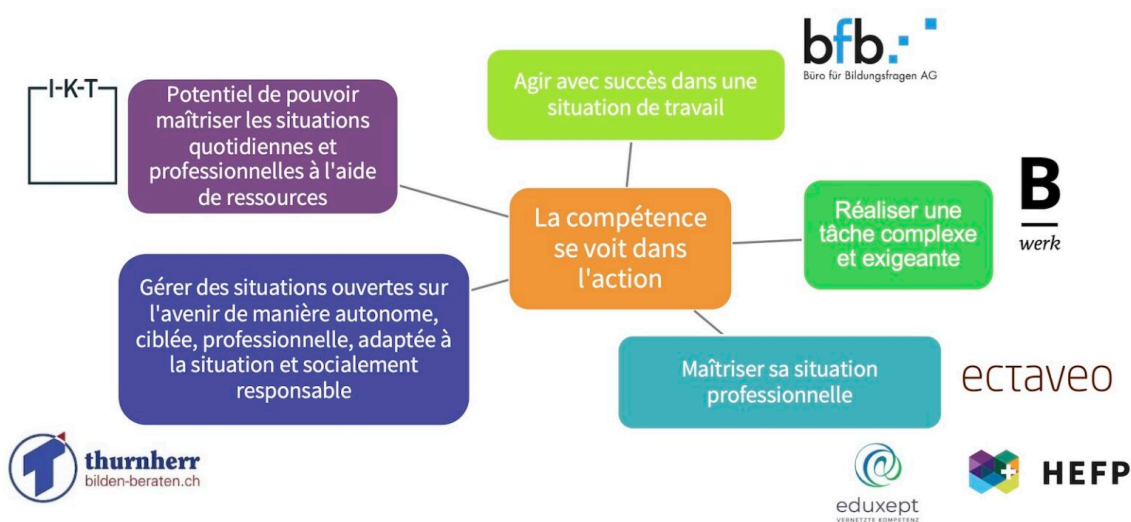 I-K-T
Potentiel de pouvoir
maîtriser les situations
quotidiennes et
professionnelles à l'aide
de ressources
Agir avec succès dans une
situation de travail
bfb
Büro für Bildungsfragen AG
La compétence
se voit dans
l'action
Réaliser une
tâche complexe
et exigeante
B
werk
Gérer des situations ouvertes sur
l'avenir de manière autonome,
ciblée, professionnelle, adaptée à
la situation et socialement
responsable
Maîtriser sa situation
professionnelle
ectaveo
thurnherr
bilden-beraten.ch
eduxept
VERNETZTE KOMPETENZ
HEFP